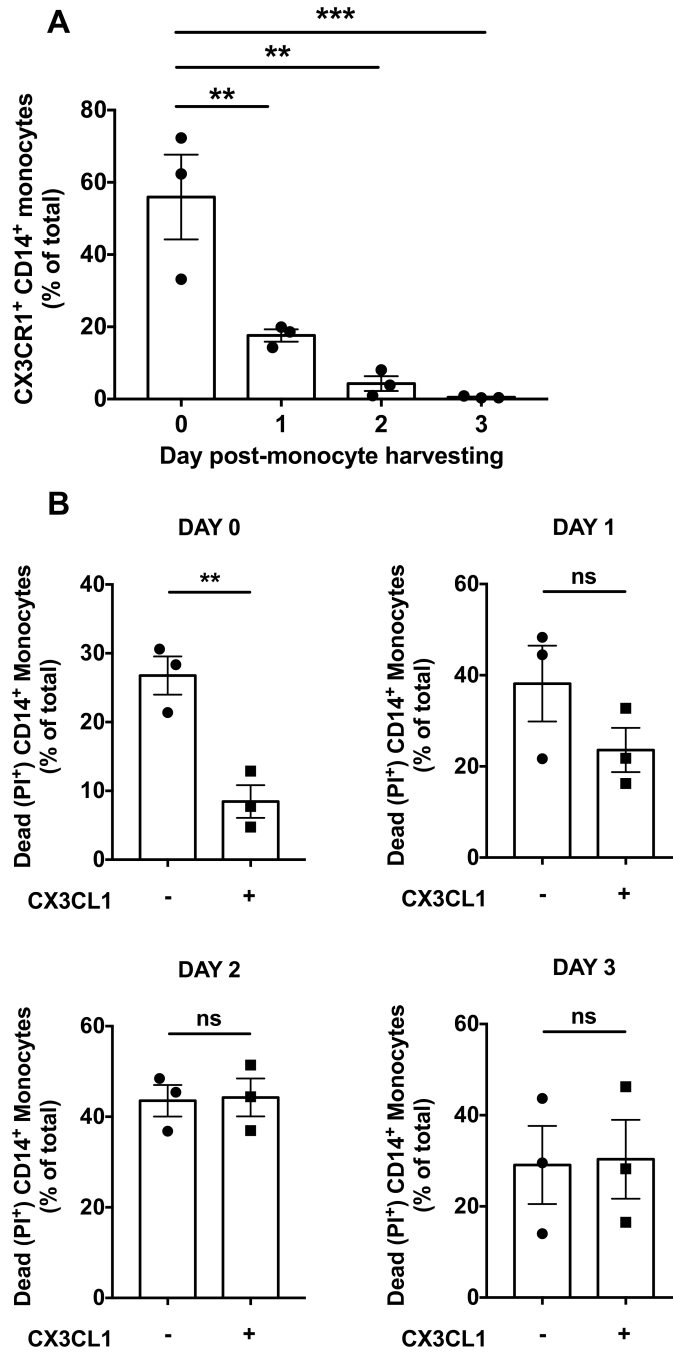 A
***
**
**
CX3CR1⁺ CD14⁺ monocytes
(% of total)
80
60
40
20
0
0 1 2 3
Day post-monocyte harvesting
B
DAY 0
**
Dead (PI⁺) CD14⁺ Monocytes
(% of total)
40
30
20
10
0
CX3CL1 - +
DAY 1
ns
Dead (PI⁺) CD14⁺ Monocytes
(% of total)
60
40
20
0
CX3CL1 - +
DAY 2
ns
Dead (PI⁺) CD14⁺ Monocytes
(% of total)
60
40
20
0
CX3CL1 - +
DAY 3
ns
Dead (PI⁺) CD14⁺ Monocytes
(% of total)
60
40
20
0
CX3CL1 - +